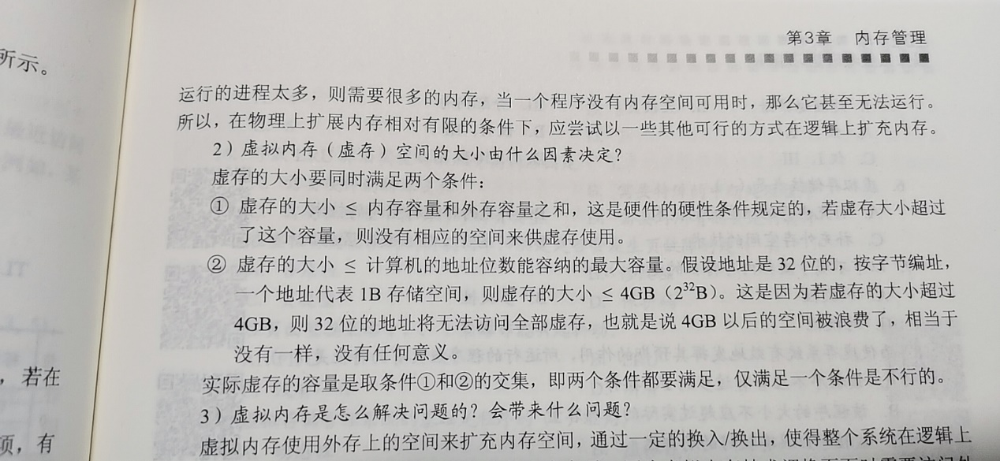 所示。
第3章 内存管理
运行的进程太多，则需要很多的内存，当一个程序没有内存空间可用时，那么它甚至无法运行。
所以，在物理上扩展内存相对有限的条件下，应尝试以一些其他可行的方式在逻辑上扩充内存。
2）虚拟内存（虚存）空间的大小由什么因素决定？
虚存的大小要同时满足两个条件：
① 虚存的大小 ≤ 内存容量和外存容量之和，这是硬件的硬性条件规定的，若虚存大小超过
了这个容量，则没有相应的空间来供虚存使用。
② 虚存的大小 ≤ 计算机的地址位数能容纳的最大容量。假设地址是 32 位的，按字节编址，
一个地址代表 1B 存储空间，则虚存的大小 ≤ 4GB（2³²B）。这是因为若虚存的大小超过
4GB，则 32 位的地址将无法访问全部虚存，也就是说 4GB 以后的空间被浪费了，相当于
没有一样，没有任何意义。
，若在
实际虚存的容量是取条件①和②的交集，即两个条件都要满足，仅满足一个条件是不行的。
3）虚拟内存是怎么解决问题的？会带来什么问题？
项，有
虚拟内存使用外存上的空间来扩充内存空间，通过一定的换入/换出，使得整个系统在逻辑上